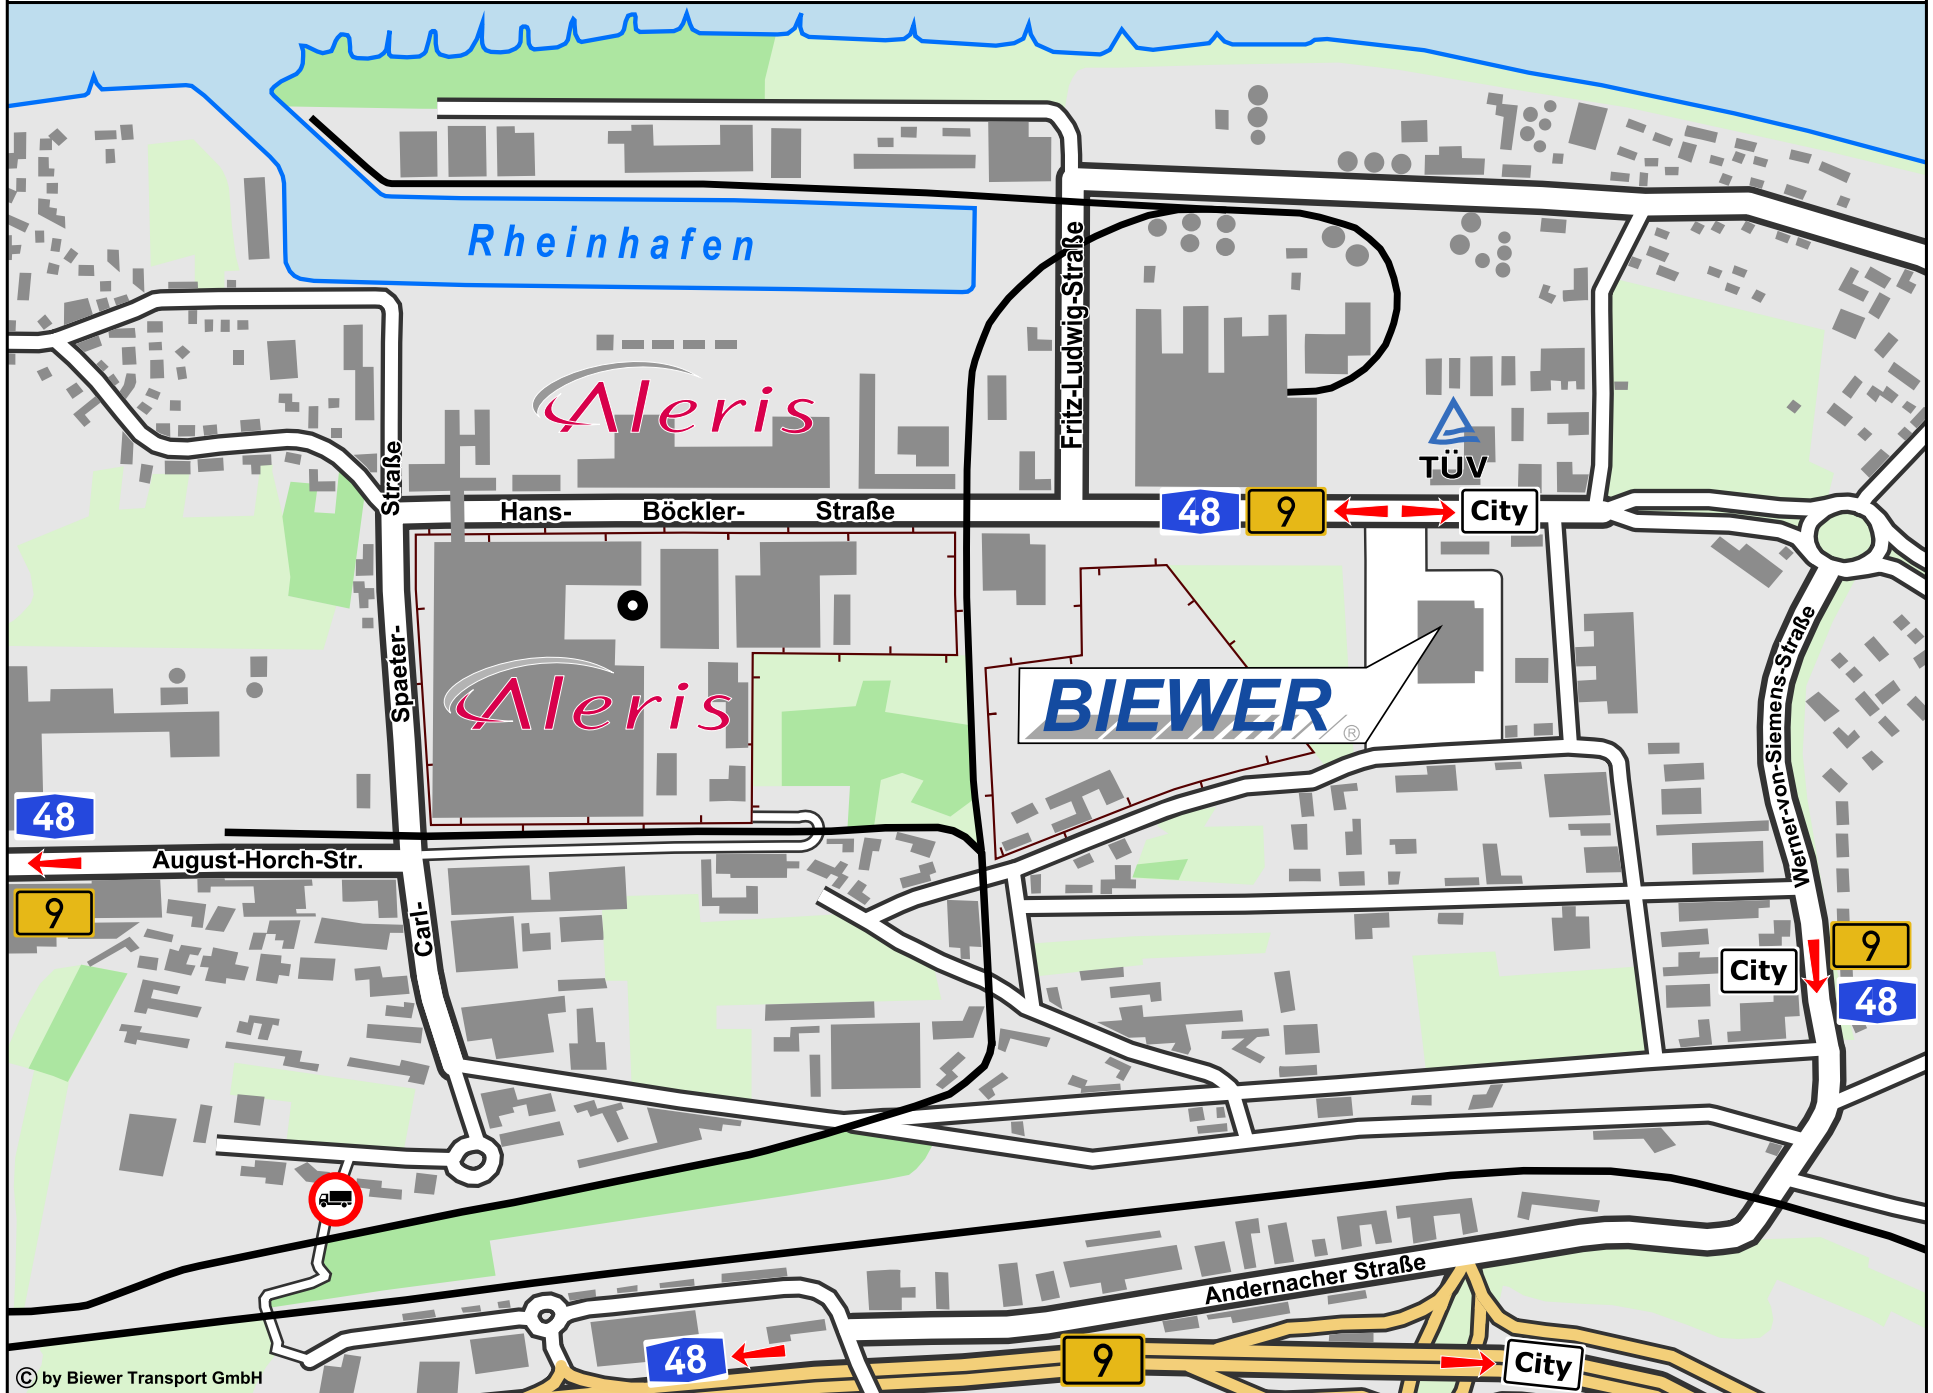 Rheinhafen
Fritz-Ludwig-Straße
Aleris
Straße
TÜV
Hans- Böckler- Straße
48
9
City
Spaeter-
Aleris
BIEWER
®
Werner-von-Siemens-Straße
48
August-Horch-Str.
9
Carl-
9
City
48
Andernacher Straße
48
9
City
© by Biewer Transport GmbH